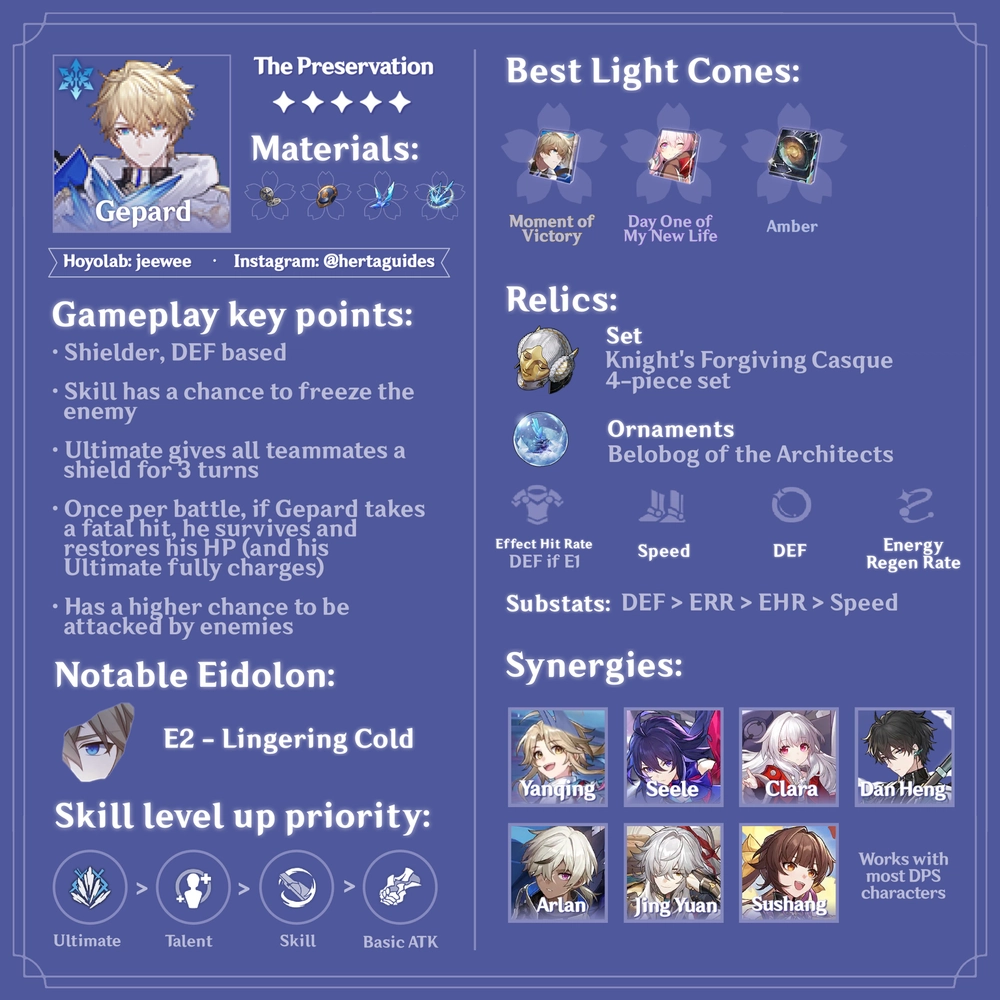 The Preservation
Materials:
Gepard
Hoyolab: jeewee · Instagram: @hertaguides
Gameplay key points:
· Shielder, DEF based
· Skill has a chance to freeze the
enemy
· Ultimate gives all teammates a
shield for 3 turns
· Once per battle, if Gepard takes
a fatal hit, he survives and
restores his HP (and his
Ultimate fully charges)
· Has a higher chance to be
attacked by enemies
Notable Eidolon:
E2 - Lingering Cold
Skill level up priority:
> > >
Ultimate Talent Skill Basic ATK
Best Light Cones:
Moment of
Victory
Day One of
My New Life
Amber
Relics:
Set
Knight's Forgiving Casque
4-piece set
Ornaments
Belobog of the Architects
Effect Hit Rate
DEF if E1
Speed
DEF
Energy
Regen Rate
Substats: DEF > ERR > EHR > Speed
Synergies:
Yanqing Seele Clara Dan Heng
Arlan Jing Yuan Sushang
Works with
most DPS
characters